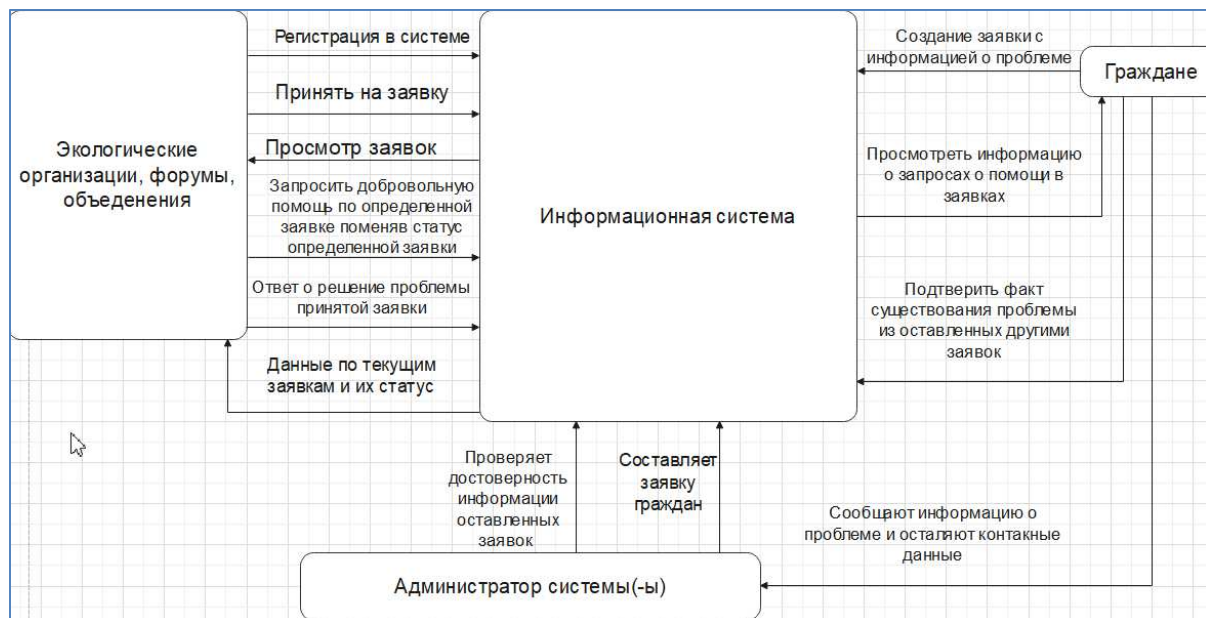 Регистрация в системе
Принять на заявку
Просмотр заявок
Экологические
организации, форумы,
объеденения
Запросить добровольную
помощь по определенной
заявке поменяв статус
определенной заявки
Ответ о решение проблемы
принятой заявки
Данные по текущим
заявкам и их статус
Информационная система
Создание заявки с
информацией о проблеме
Граждане
Просмотреть информацию
о запросах о помощи в
заявках
Подтверить факт
существования проблемы
из оставленных другими
заявок
Проверяет
достоверность
информации
оставленных
заявок
Составляет
заявку
граждан
Сообщают информацию о
проблеме и осталяют контакные
данные
Администратор системы(-ы)